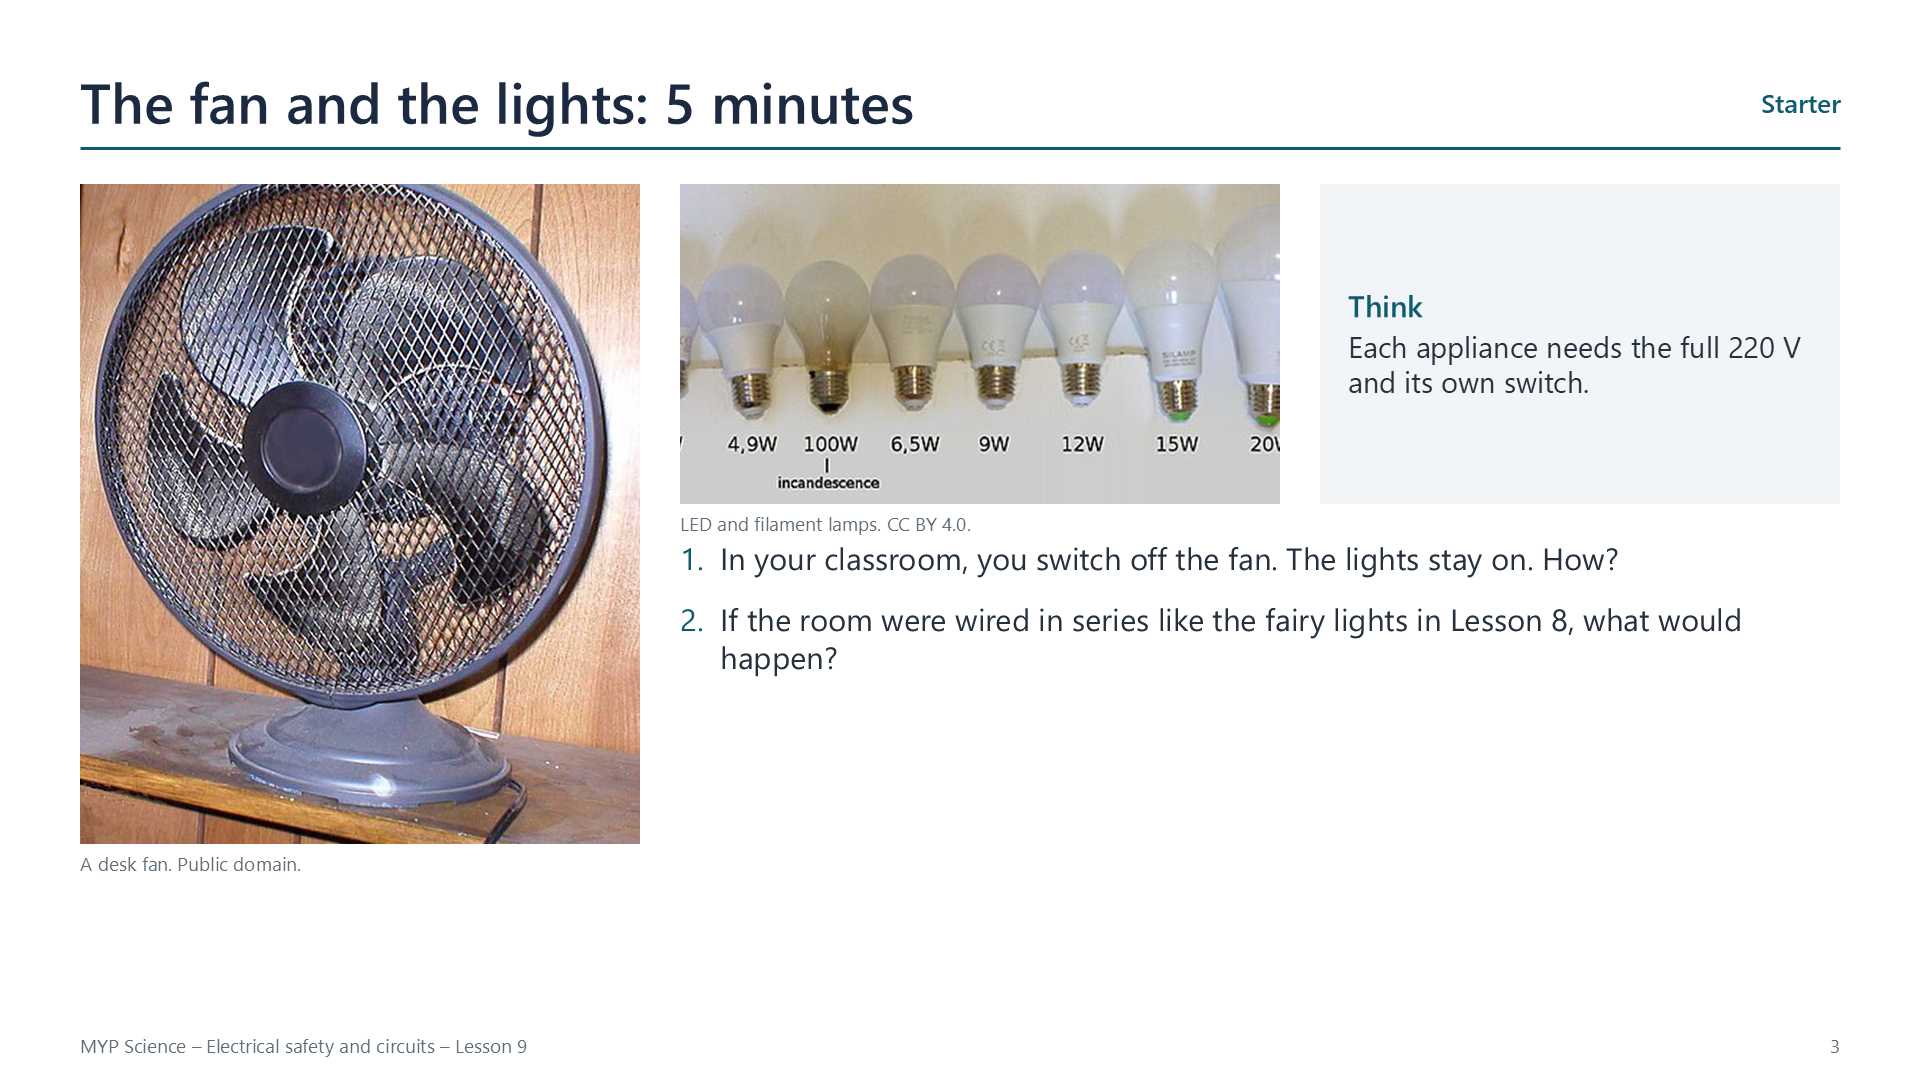 The fan and the lights: 5 minutes
Starter
4,9W 100W 6,5W 9W 12W 15W
incandescence
SILAMP
LED and filament lamps. CC BY 4.0.
Think
Each appliance needs the full 220 V
and its own switch.
1. In your classroom, you switch off the fan. The lights stay on. How?
2. If the room were wired in series like the fairy lights in Lesson 8, what would
happen?
A desk fan. Public domain.
MYP Science – Electrical safety and circuits – Lesson 9
3